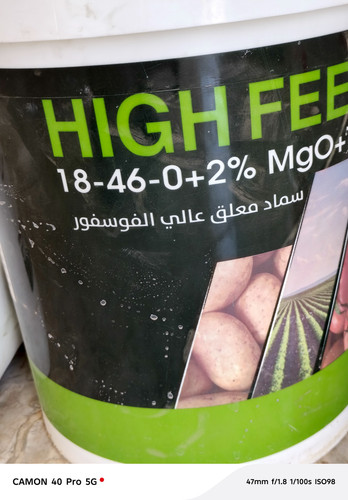 HIGH FEE
18-46-0+2% MgO+
سماد معلق عالي الفوسفور
CAMON 40 Pro 5G
47mm f/1.8 1/100s ISO98